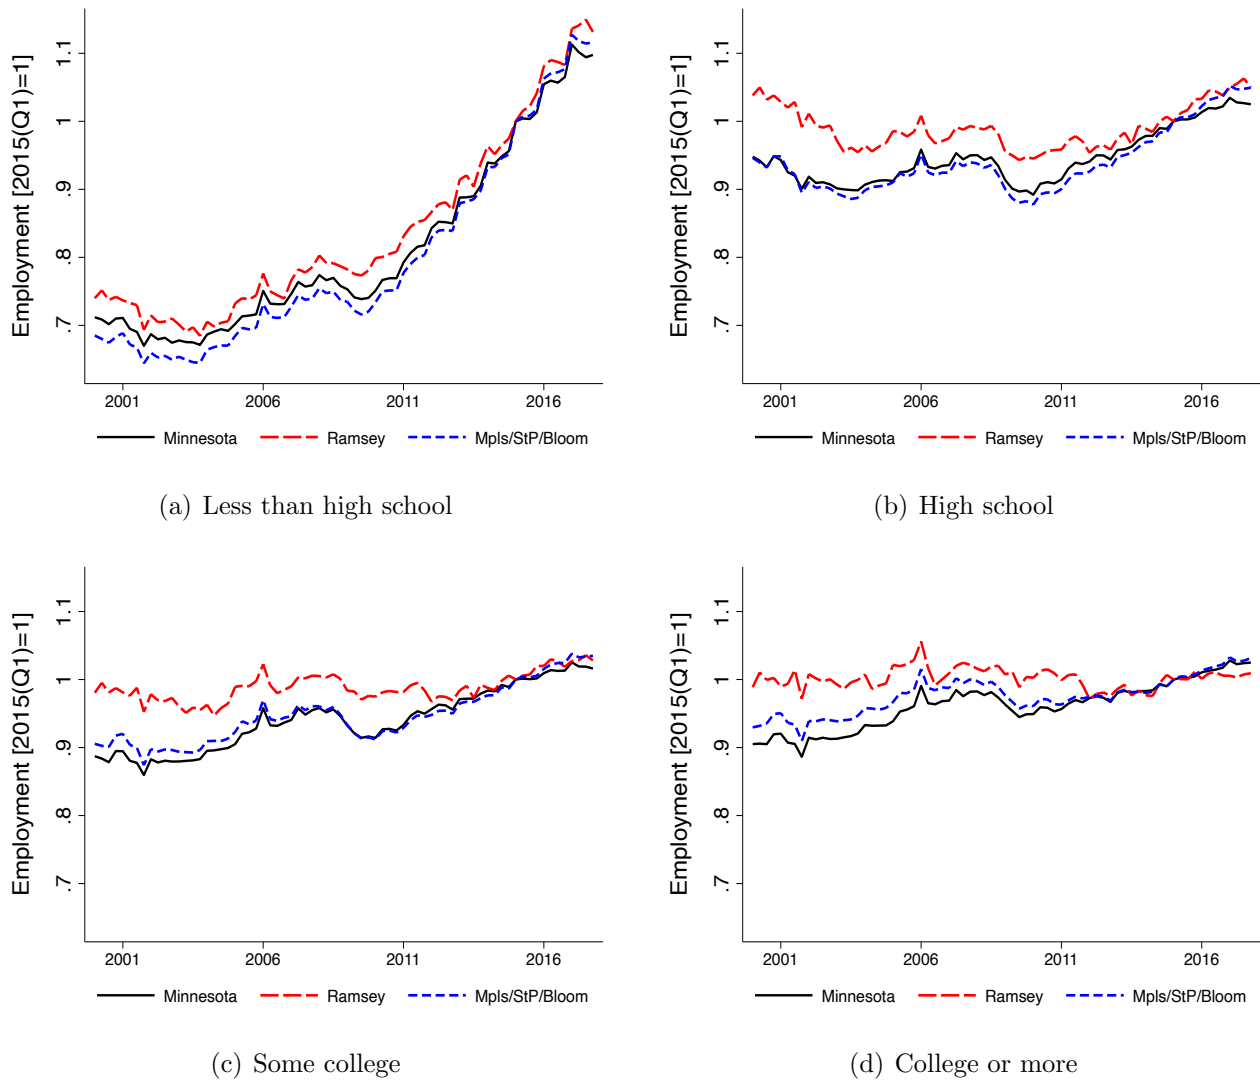 Employment [2015(Q1)=1]
1.1
1
.9
.8
.7
2001 2006 2011 2016
Minnesota Ramsey Mpls/StP/Bloom
(a) Less than high school
Employment [2015(Q1)=1]
1.1
1
.9
.8
.7
2001 2006 2011 2016
Minnesota Ramsey Mpls/StP/Bloom
(b) High school
Employment [2015(Q1)=1]
1.1
1
.9
.8
.7
2001 2006 2011 2016
Minnesota Ramsey Mpls/StP/Bloom
(c) Some college
Employment [2015(Q1)=1]
1.1
1
.9
.8
.7
2001 2006 2011 2016
Minnesota Ramsey Mpls/StP/Bloom
(d) College or more